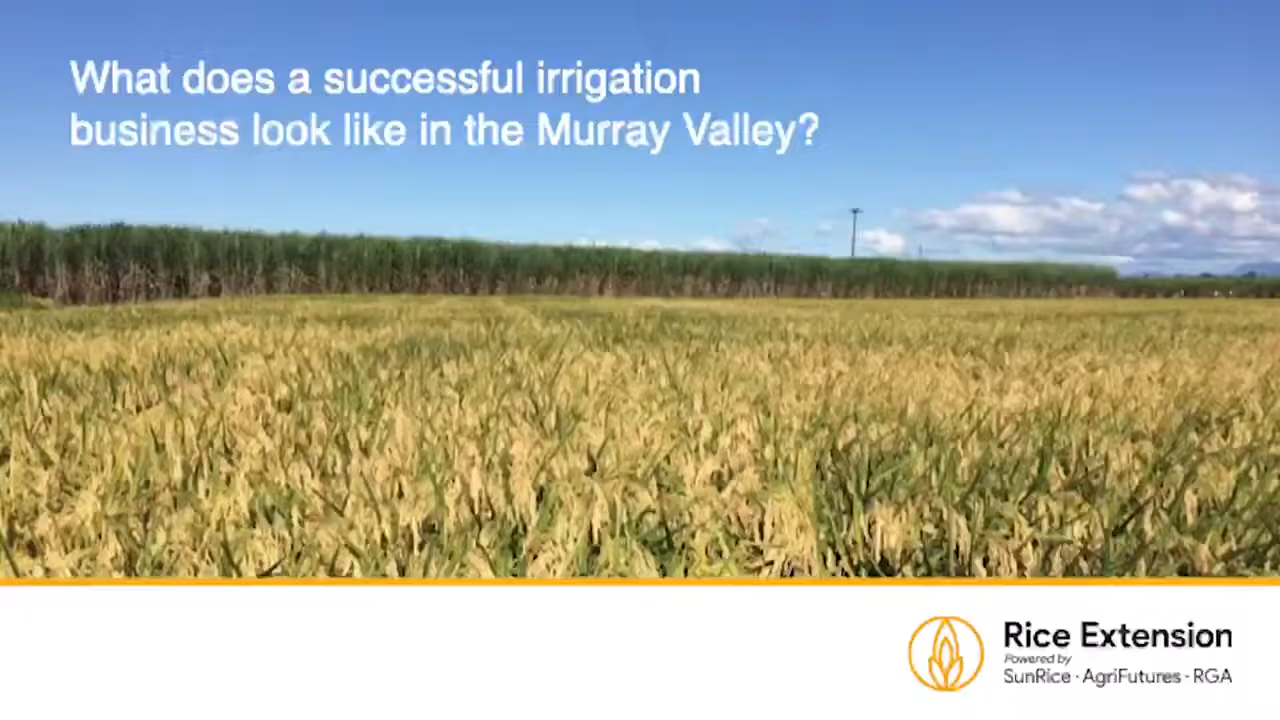 What does a successful irrigation
business look like in the Murray Valley?
Rice Extension
Powered by
SunRice · AgriFutures · RGA